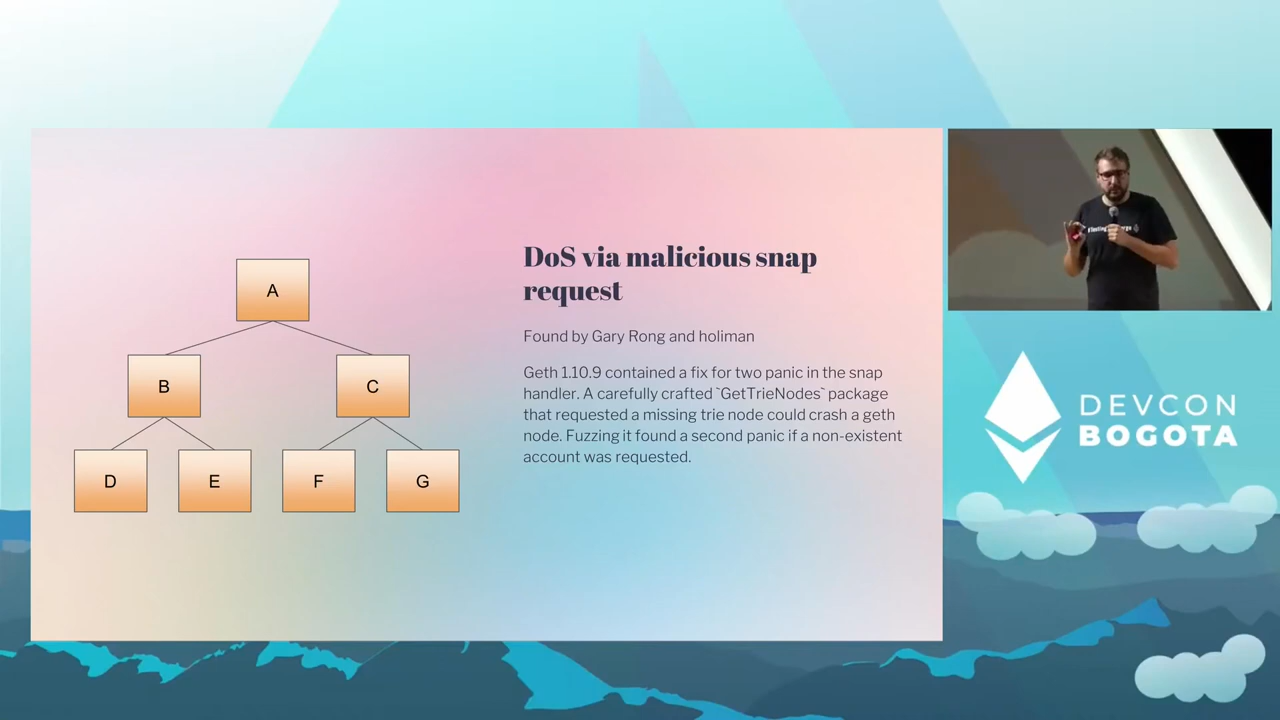 A
B
C
D
E
F
G
DoS via malicious snap
request
Found by Gary Rong and holiman
Geth 1.10.9 contained a fix for two panic in the snap
handler. A carefully crafted `GetTrieNodes` package
that requested a missing trie node could crash a geth
node. Fuzzing it found a second panic if a non-existent
account was requested.
DEVCON
BOGOTA